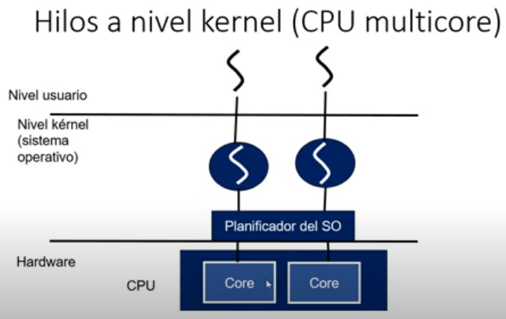 Hilos a nivel kernel (CPU multicore)
Nivel usuario
Nivel kérnel
(sistema
operativo)
Planificador del SO
Hardware
CPU
Core
Core